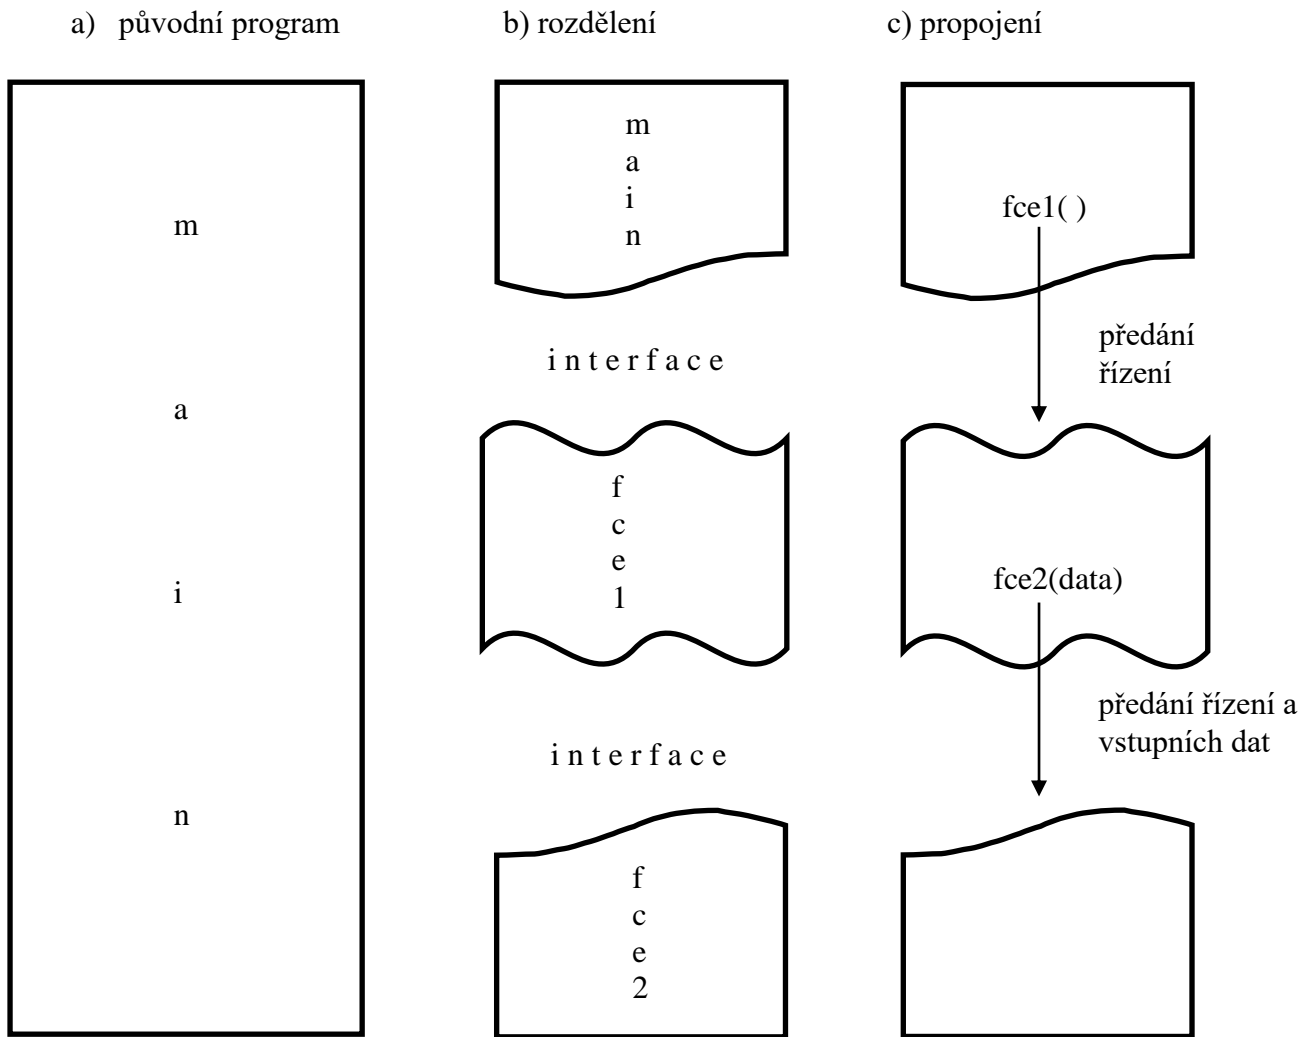 a) původní program
b) rozdělení
c) propojení
m
a
i
n
m
a
i
n
i n t e r f a c e
f
c
e
1
i n t e r f a c e
f
c
e
2
fce1( )
předání
řízení
fce2(data)
předání řízení a
vstupních dat